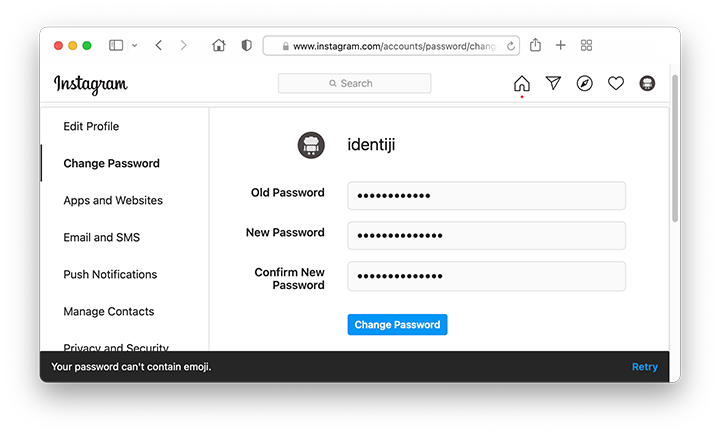 www.instagram.com/accounts/password/chang
Instagram
Search
Edit Profile
Change Password
Apps and Websites
Email and SMS
Push Notifications
Manage Contacts
Privacy and Security
identiji
Old Password
••••••••••••
New Password
••••••••••••••
Confirm New
Password
••••••••••••••
Change Password
Your password can't contain emoji.
Retry